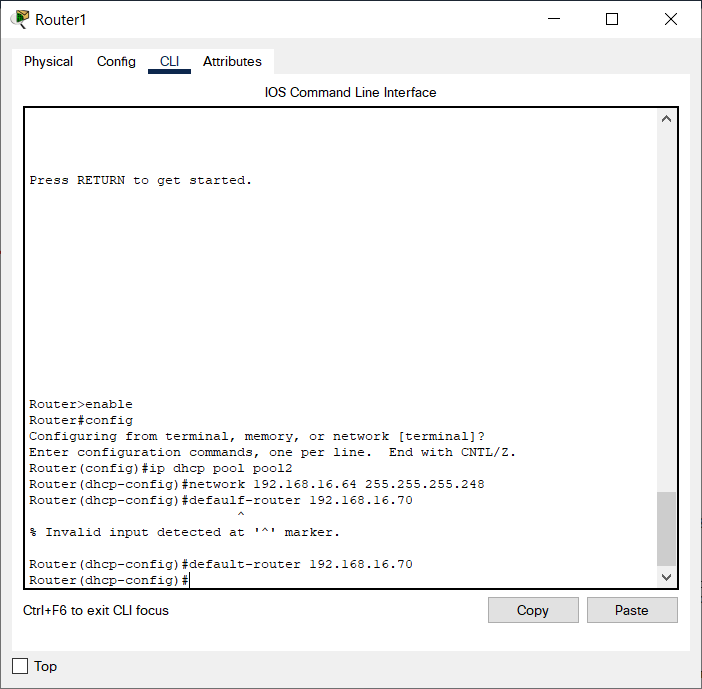 Router1
Physical Config CLI Attributes
IOS Command Line Interface
Press RETURN to get started.
Router>enable
Router#config
Configuring from terminal, memory, or network [terminal]?
Enter configuration commands, one per line.  End with CNTL/Z.
Router(config)#ip dhcp pool pool2
Router(dhcp-config)#network 192.168.16.64 255.255.255.248
Router(dhcp-config)#defaulf-router 192.168.16.70
^
% Invalid input detected at '^' marker.
Router(dhcp-config)#default-router 192.168.16.70
Router(dhcp-config)#
Ctrl+F6 to exit CLI focus
Copy Paste
Top